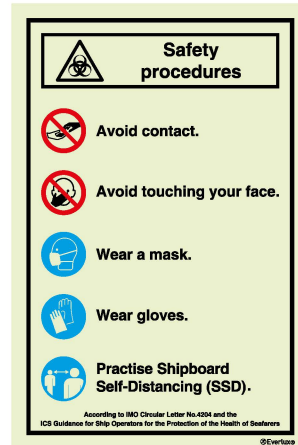 Safety
procedures
Avoid contact.
Avoid touching your face.
Wear a mask.
Wear gloves.
Practise Shipboard
Self-Distancing (SSD).
According to IMO Circular Letter No.4204 and the
ICS Guidance for Ship Operators for the Protection of the Health of Seafarers
®Everlux®